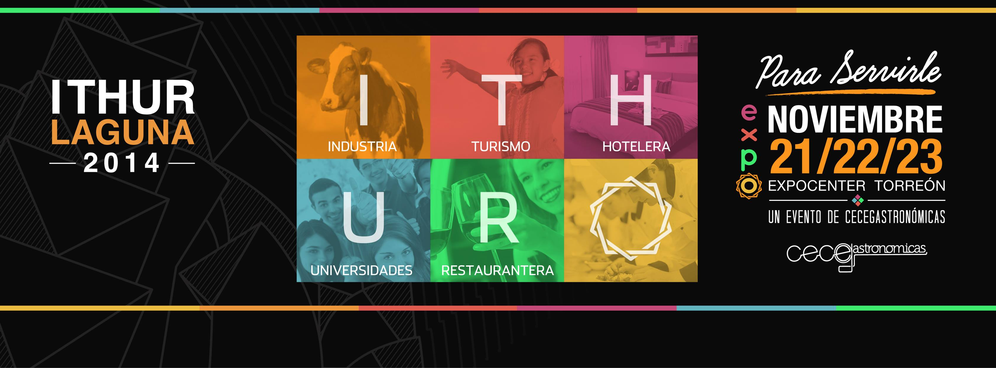 ITHUR
LAGUNA
2014
I
INDUSTRIA
T
TURISMO
H
HOTELERA
U
UNIVERSIDADES
R
RESTAURANTERA
Para Servirle
expo
NOVIEMBRE
21/22/23
EXPOCENTER TORREÓN
UN EVENTO DE CECEGASTRONÓMICAS
cecegastronomicas